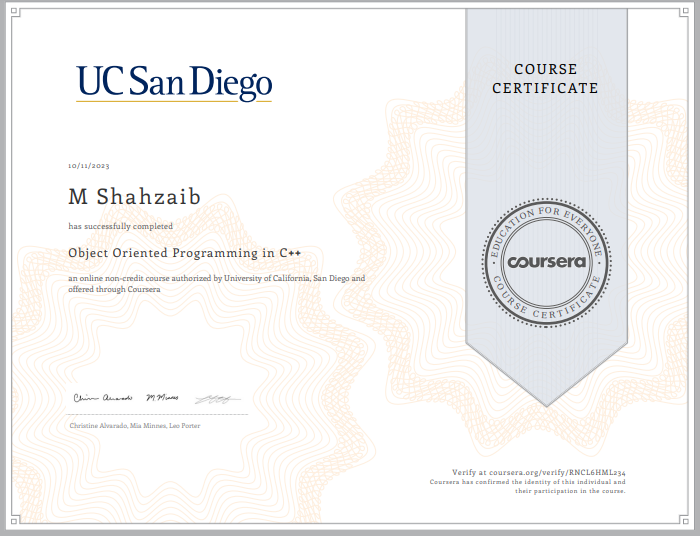 UC San Diego
COURSE
CERTIFICATE
10/11/2023
M Shahzaib
has successfully completed
Object Oriented Programming in C++
an online non-credit course authorized by University of California, San Diego and
offered through Coursera
EDUCATION FOR EVERYONE
coursera
COURSE CERTIFICATE
Christine Alvarado, Mia Minnes, Leo Porter
Verify at coursera.org/verify/RNCL6HML234
Coursera has confirmed the identity of this individual and
their participation in the course.